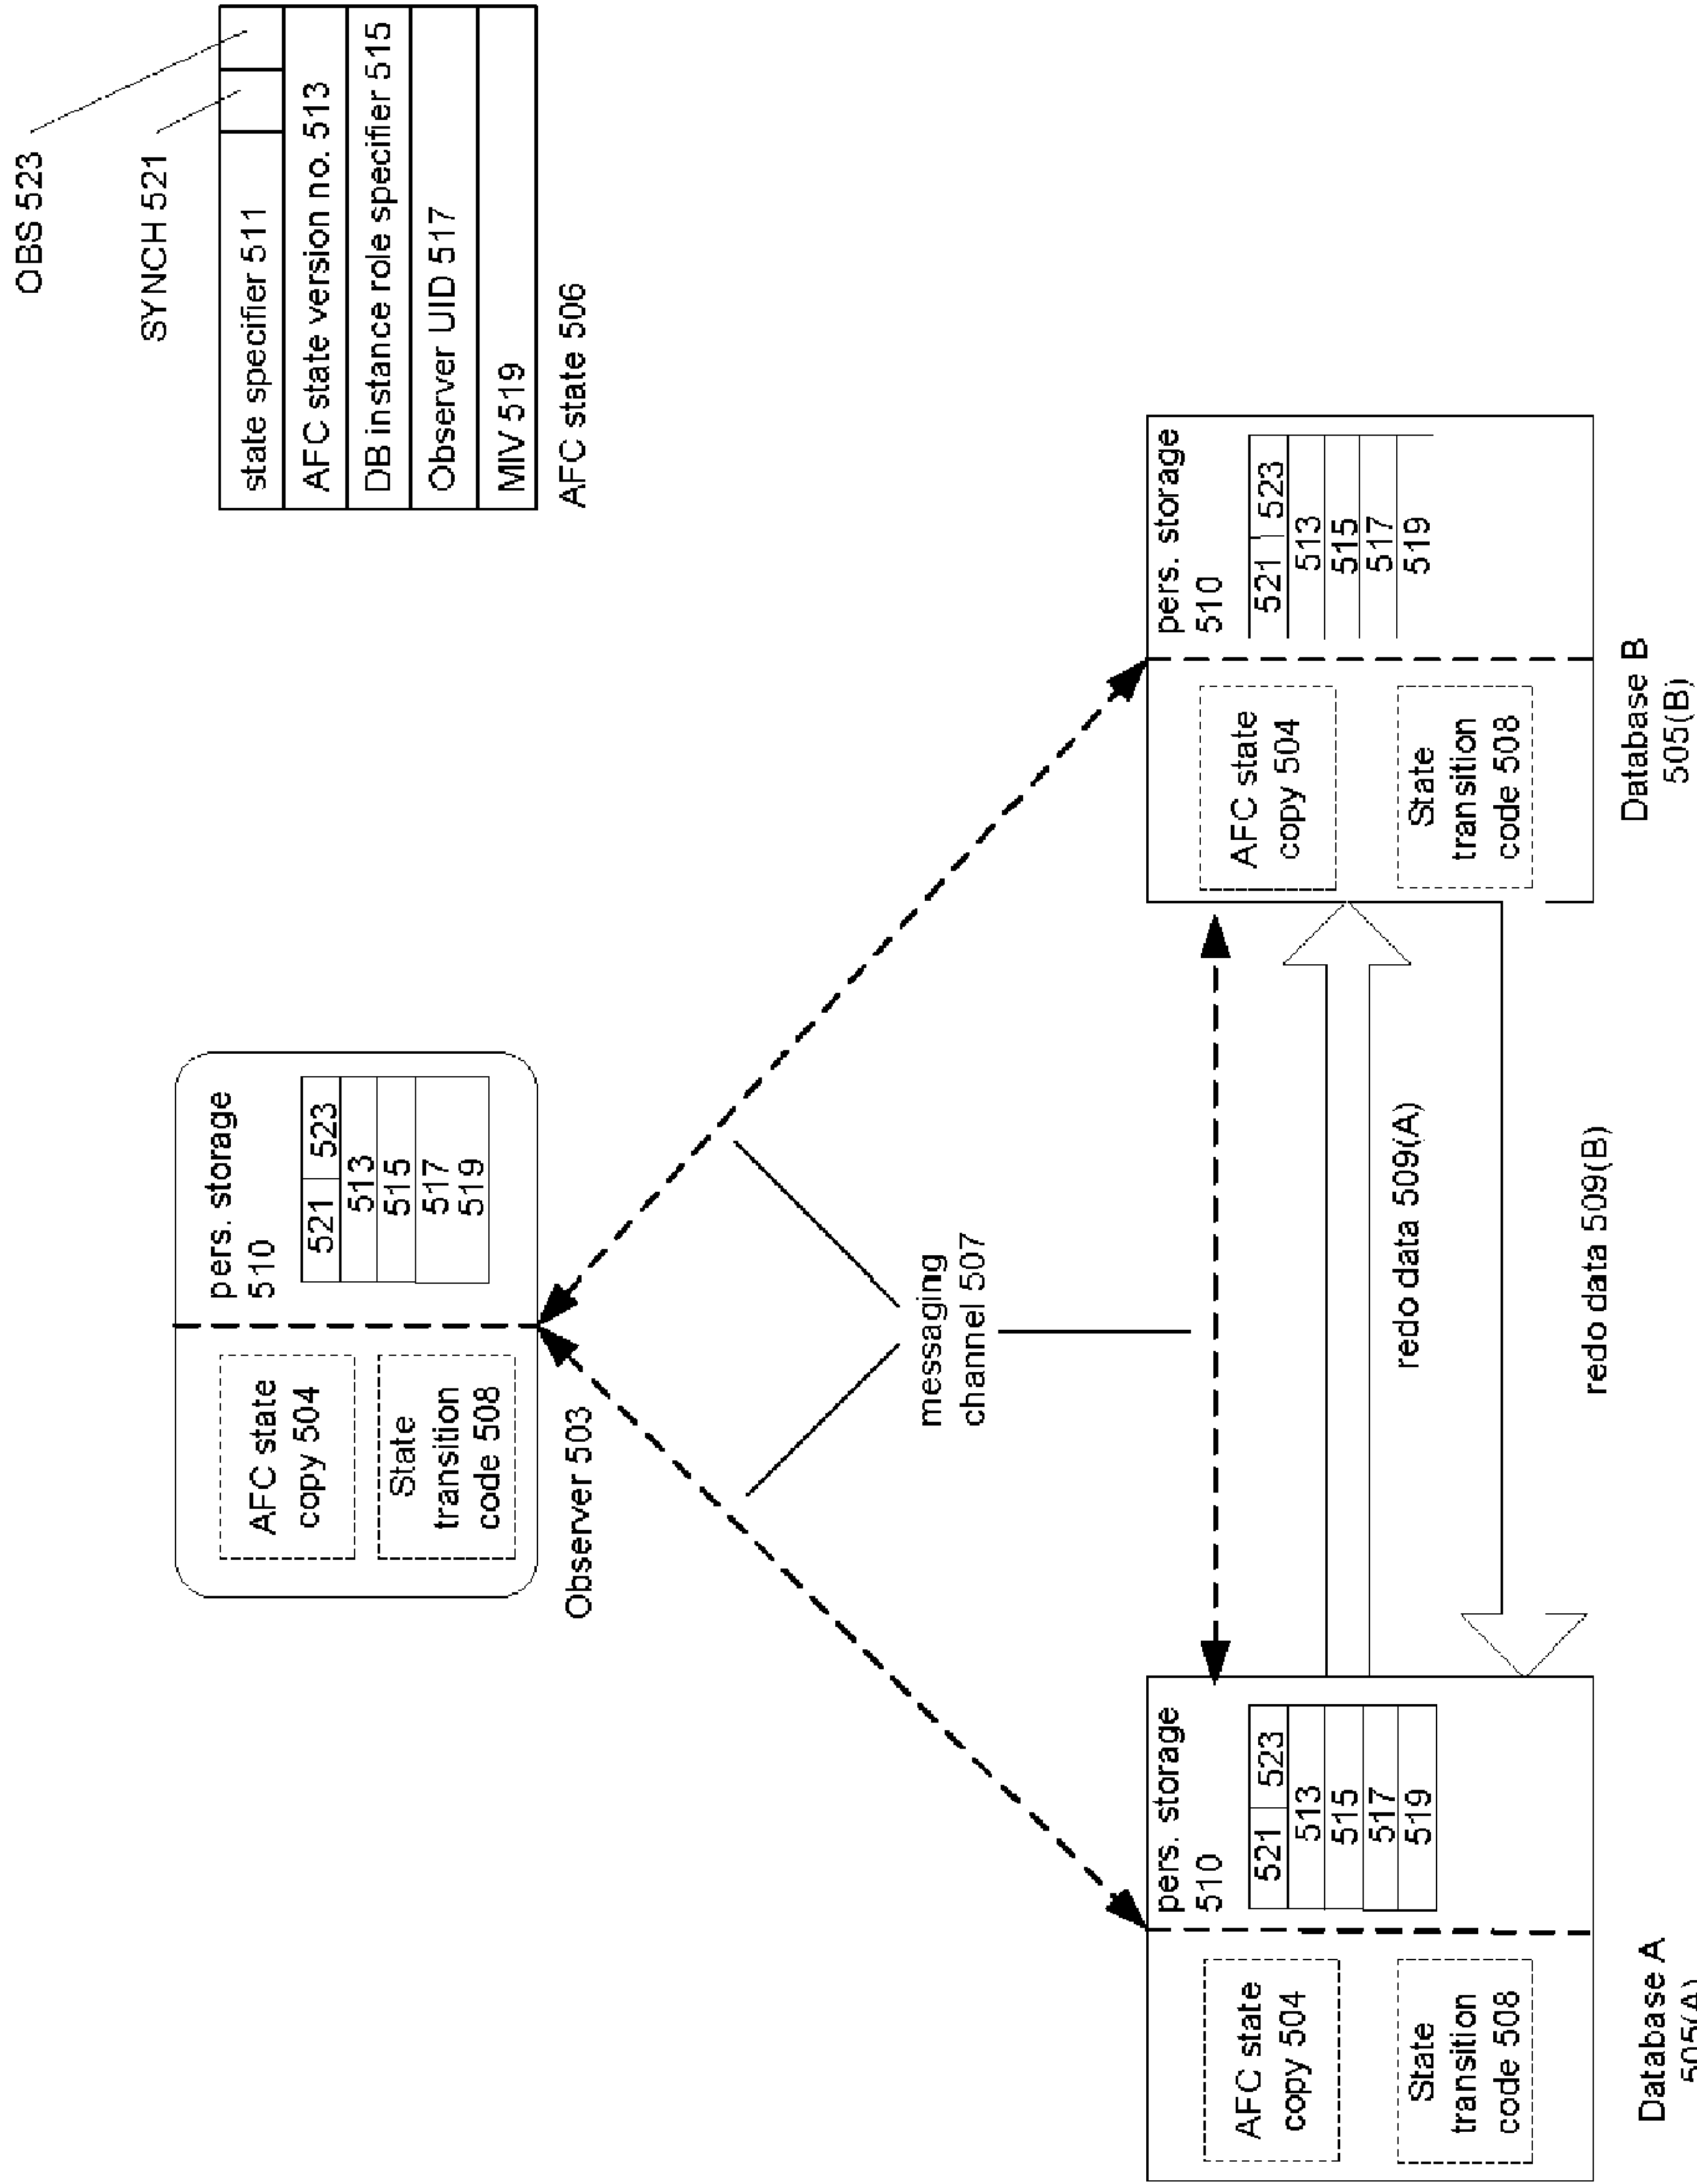 OBS 523
SYNCH 521
state specifier 511
AFC state version no. 513
DB instance role specifier 515
Observer UID 517
MIV 519
AFC state 506
AFC state
copy 504
State
transition
code 508
pers. storage
510
521 523
513
515
517
519
Observer 503
messaging
channel 507
AFC state
copy 504
State
transition
code 508
pers. storage
510
521 523
513
515
517
519
Database A
505(A)
redo data 509(A)
redo data 509(B)
AFC state
copy 504
State
transition
code 508
pers. storage
510
521 523
513
515
517
519
Database B
505(B)